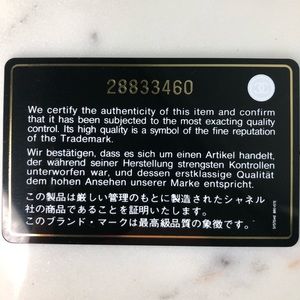 28833460
We certify the authenticity of this item and confirm
that it has been subjected to the most exacting quality
control. Its high quality is a symbol of the fine reputation
of the Trademark.
Wir bestätigen, dass es sich um einen Artikel handelt,
der während seiner Herstellung strengsten Kontrollen
unterworfen war, und dessen erstklassige Qualität
dem hohen Ansehen unserer Marke entspricht.
この製品は厳しい管理のもとに製造されたシャネル
社の商品であることを証明いたします。
このブランド・マークは最高級品質の象徴です。